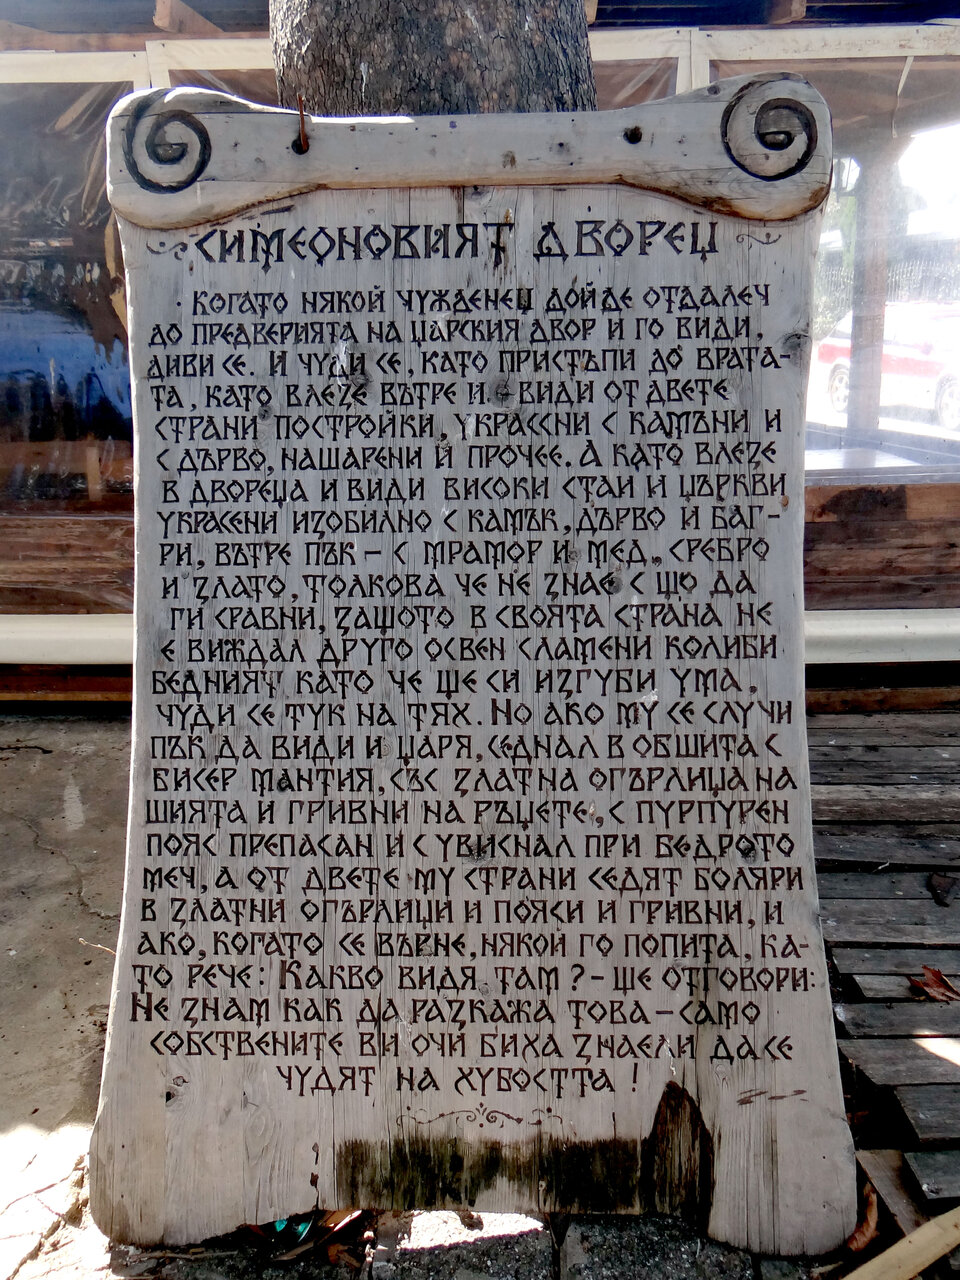 СИМЕОНОВИЯТ ДВОРЕЦ
КОГАТО НЯКОЙ ЧУЖДЕНЕЦ ДОЙДЕ ОТДАЛЕЧ
ДО ПРЕДВЕРИЯТА НА ЦАРСКИЯ ДВОР И ГО ВИДИ,
ДИВИ СЕ. И ЧУДИ СЕ, КАТО ПРИСТЪПИ ДО ВРАТА-
ТА, КАТО ВЛЕЗЕ ВЪТРЕ И ВИДИ ОТ ДВЕТЕ
СТРАНИ ПОСТРОЙКИ, УКРАСЕНИ С КАМЪНИ И
С ДЪРВО, НАШАРЕНИ И ПРОЧЕЕ. А КАТО ВЛЕЗЕ
В ДВОРЕЦА И ВИДИ ВИСОКИ СТАИ И ЦЪРКВИ
УКРАСЕНИ ИЗОБИЛНО С КАМЪК, ДЪРВО И БАГ-
РИ, ВЪТРЕ ПЪК – С МРАМОР И МЕД, СРЕБРО
И ЗЛАТО, ТОЛКОВА ЧЕ НЕ ЗНАЕ С ЩО ДА
ГИ СРАВНИ, ЗАЩОТО В СВОЯТА СТРАНА НЕ
Е ВИЖДАЛ ДРУГО ОСВЕН СЛАМЕНИ КОЛИБИ
БЕДНИЯТ КАТО ЧЕ ЩЕ СИ ИЗГУБИ УМА,
ЧУДИ СЕ ТУК НА ТЯХ. НО АКО МУ СЕ СЛУЧИ
ПЪК ДА ВИДИ И ЦАРЯ, СЕДНАЛ В ОБШИТА С
БИСЕР МАНТИЯ, СЪС ЗЛАТНА ОГЪРЛИЦА НА
ШИЯТА И ГРИВНИ НА РЪЦЕТЕ, С ПУРПУРЕН
ПОЯС ПРЕПАСАН И С УВИСНАЛ ПРИ БЕДРОТО
МЕЧ, А ОТ ДВЕТЕ МУ СТРАНИ СЕДЯТ БОЛЯРИ
В ЗЛАТНИ ОГЪРЛИЦИ И ПОЯСИ И ГРИВНИ, И
АКО, КОГАТО СЕ ВЪРНЕ, НЯКОЙ ГО ПОПИТА, КА-
ТО РЕЧЕ: КАКВО ВИДЯ ТАМ? – ЩЕ ОТГОВОРИ:
НЕ ЗНАМ КАК ДА РАЗКАЖА ТОВА – САМО
СОБСТВЕНИТЕ ВИ ОЧИ БИХА ЗНАЕЛИ ДА СЕ
ЧУДЯТ НА ХУБОСТТА!